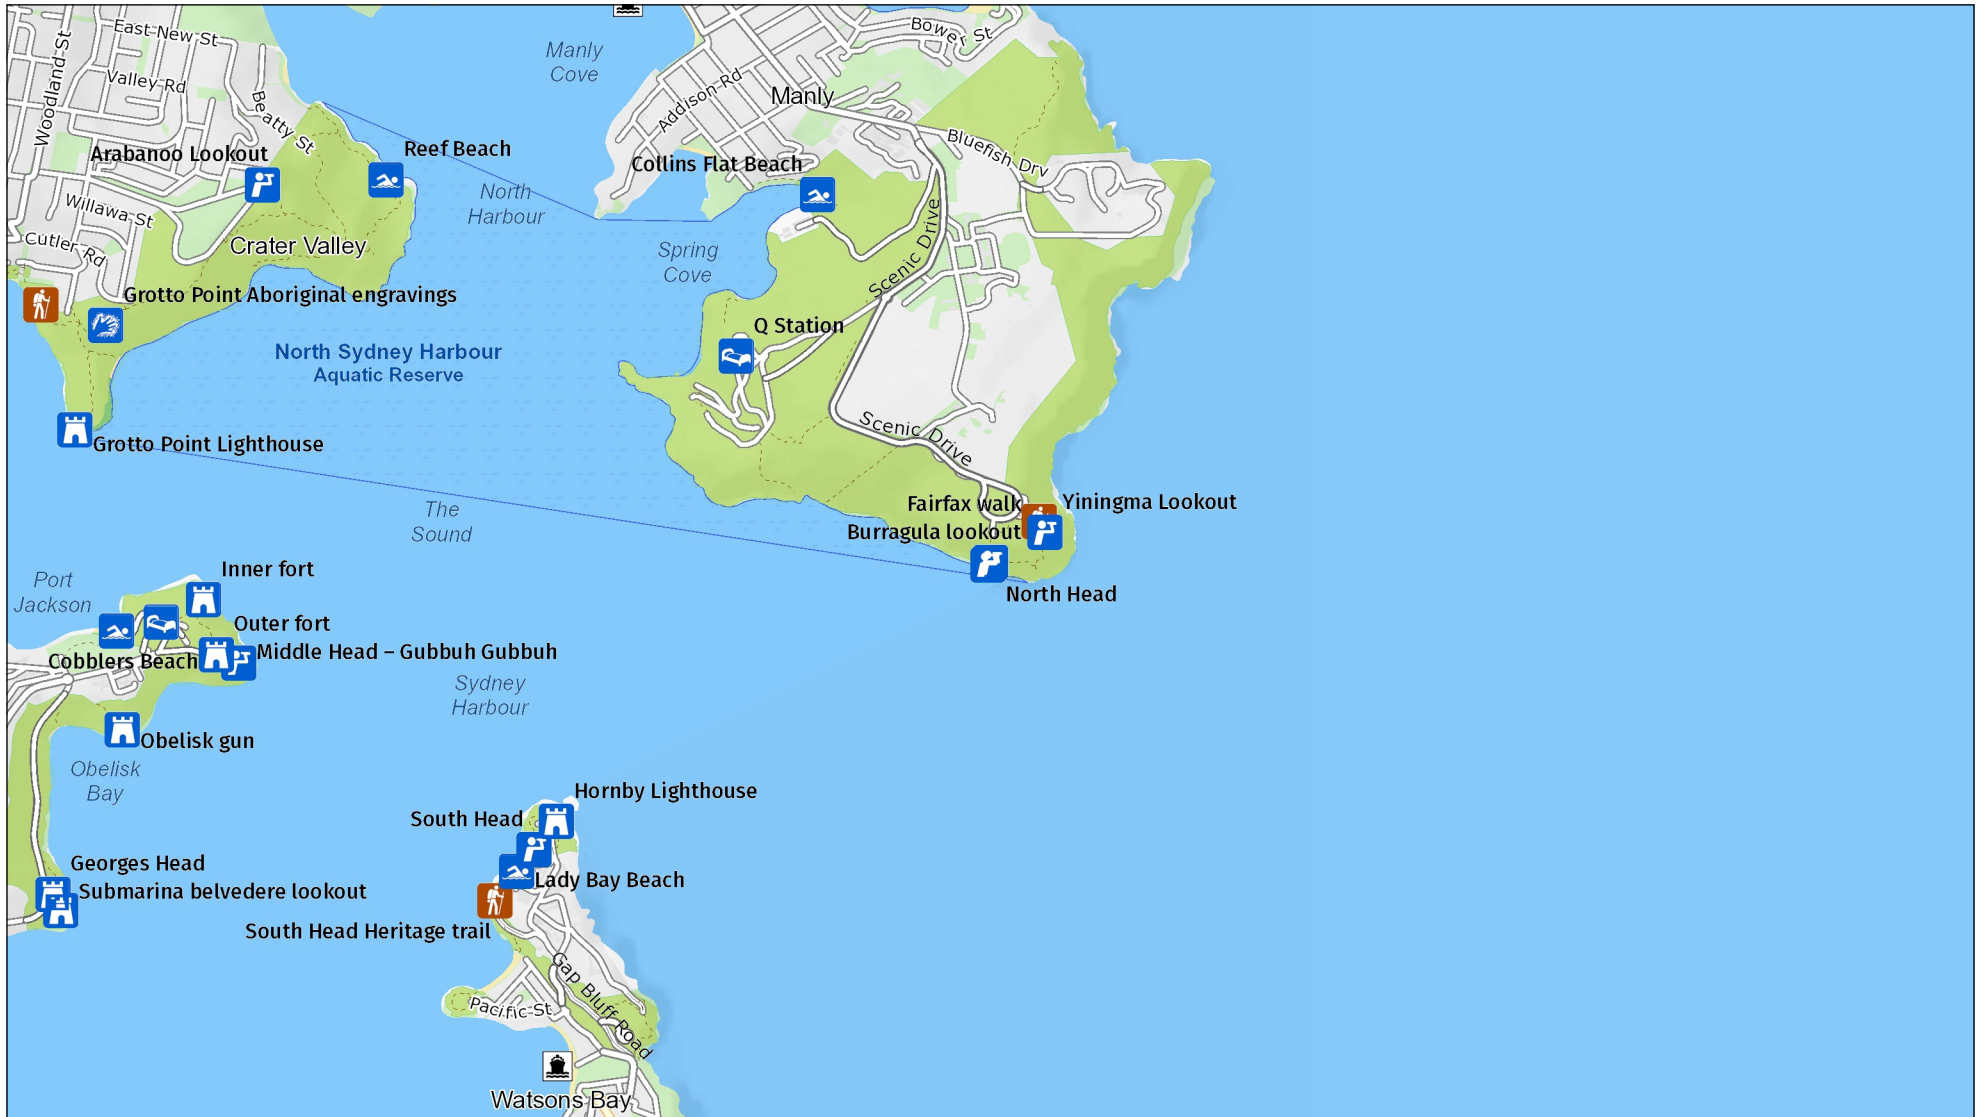 East New St
Bower St
Manly
Cove
Woodland St
Valley Rd
Addison Rd
Manly
Beatty St
Bluefish Drv
Reef Beach
Arabanoo Lookout
Collins Flat Beach
North
Harbour
Willawa St
Cutler Rd
Crater Valley
Spring
Cove
Scenic Drive
Grotto Point Aboriginal engravings
Q Station
North Sydney Harbour
Aquatic Reserve
Scenic Drive
Grotto Point Lighthouse
Fairfax walk
Yiningma Lookout
The
Sound
Burragula lookout
Inner fort
Port
Jackson
North Head
Outer fort
Middle Head – Gubbuh Gubbuh
Cobblers Beach
Sydney
Harbour
Obelisk gun
Obelisk
Bay
Hornby Lighthouse
South Head
Georges Head
Lady Bay Beach
Submarina belvedere lookout
South Head Heritage trail
Gap Bluff Road
Pacific St
Watsons Bay